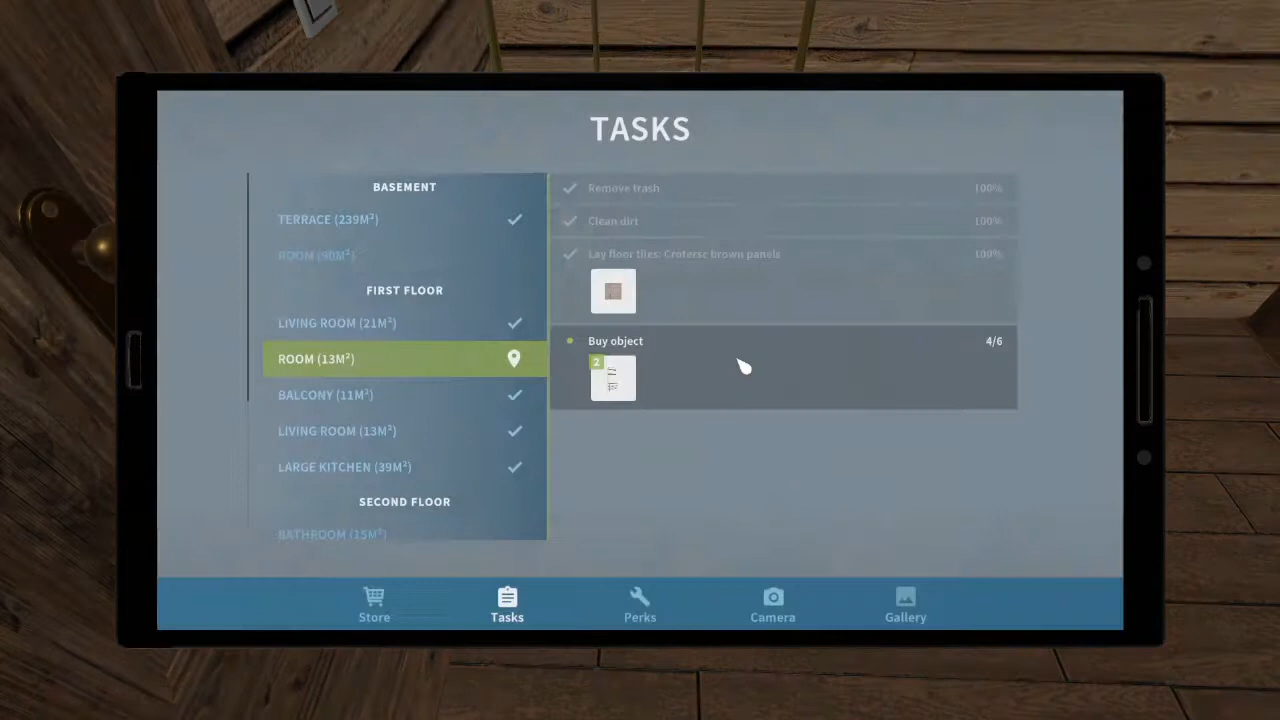 TASKS
BASEMENT
TERRACE (239M²)
ROOM (90M²)
FIRST FLOOR
LIVING ROOM (21M²)
ROOM (13M²)
BALCONY (11M²)
LIVING ROOM (13M²)
LARGE KITCHEN (39M²)
SECOND FLOOR
BATHROOM (15M²)
Remove trash 100%
Clean dirt 100%
Lay floor tiles: Crotersc brown panels 100%
Buy object 4/6
2
Store Tasks Perks Camera Gallery